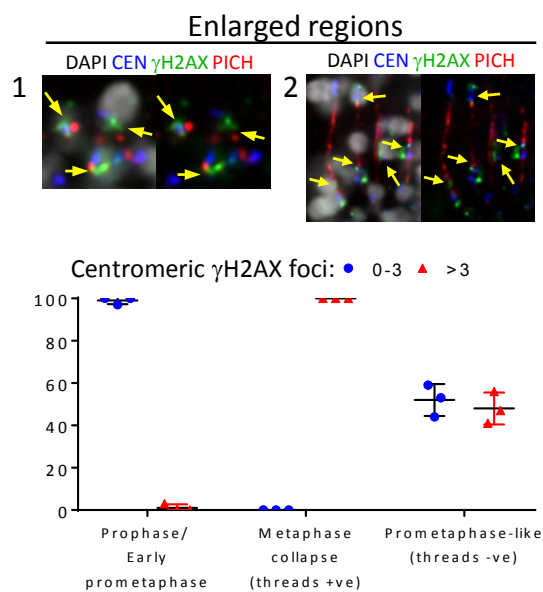 Enlarged regions
DAPI CEN γH2AX PICH
DAPI CEN γH2AX PICH
1
2
Centromeric γH2AX foci: 0-3 >3
100
80
60
40
20
0
Prophase/
Early
prometaphase
Metaphase
collapse
(threads +ve)
Prometaphase-like
(threads -ve)